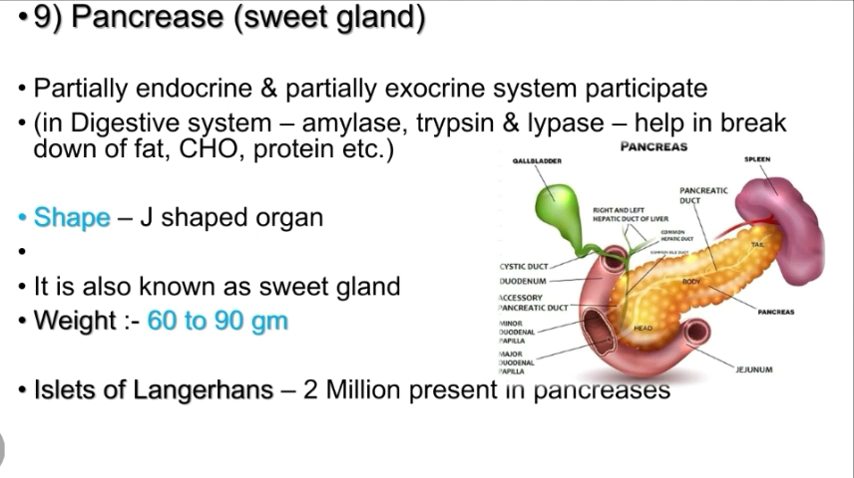 • 9) Pancrease (sweet gland)
• Partially endocrine & partially exocrine system participate
• (in Digestive system – amylase, trypsin & lypase – help in break
down of fat, CHO, protein etc.)
• Shape – J shaped organ
•
• It is also known as sweet gland
• Weight :- 60 to 90 gm
• Islets of Langerhans – 2 Million present in pancreases
PANCREAS
GALLBLADDER
SPLEEN
PANCREATIC
DUCT
RIGHT AND LEFT
HEPATIC DUCT OF LIVER
COMMON
HEPATIC DUCT
COMMON BILE DUCT
TAIL
CYSTIC DUCT
DUODENUM
BODY
ACCESSORY
PANCREATIC DUCT
PANCREAS
MINOR
DUODENAL
PAPILLA
HEAD
MAJOR
DUODENAL
PAPILLA
JEJUNUM